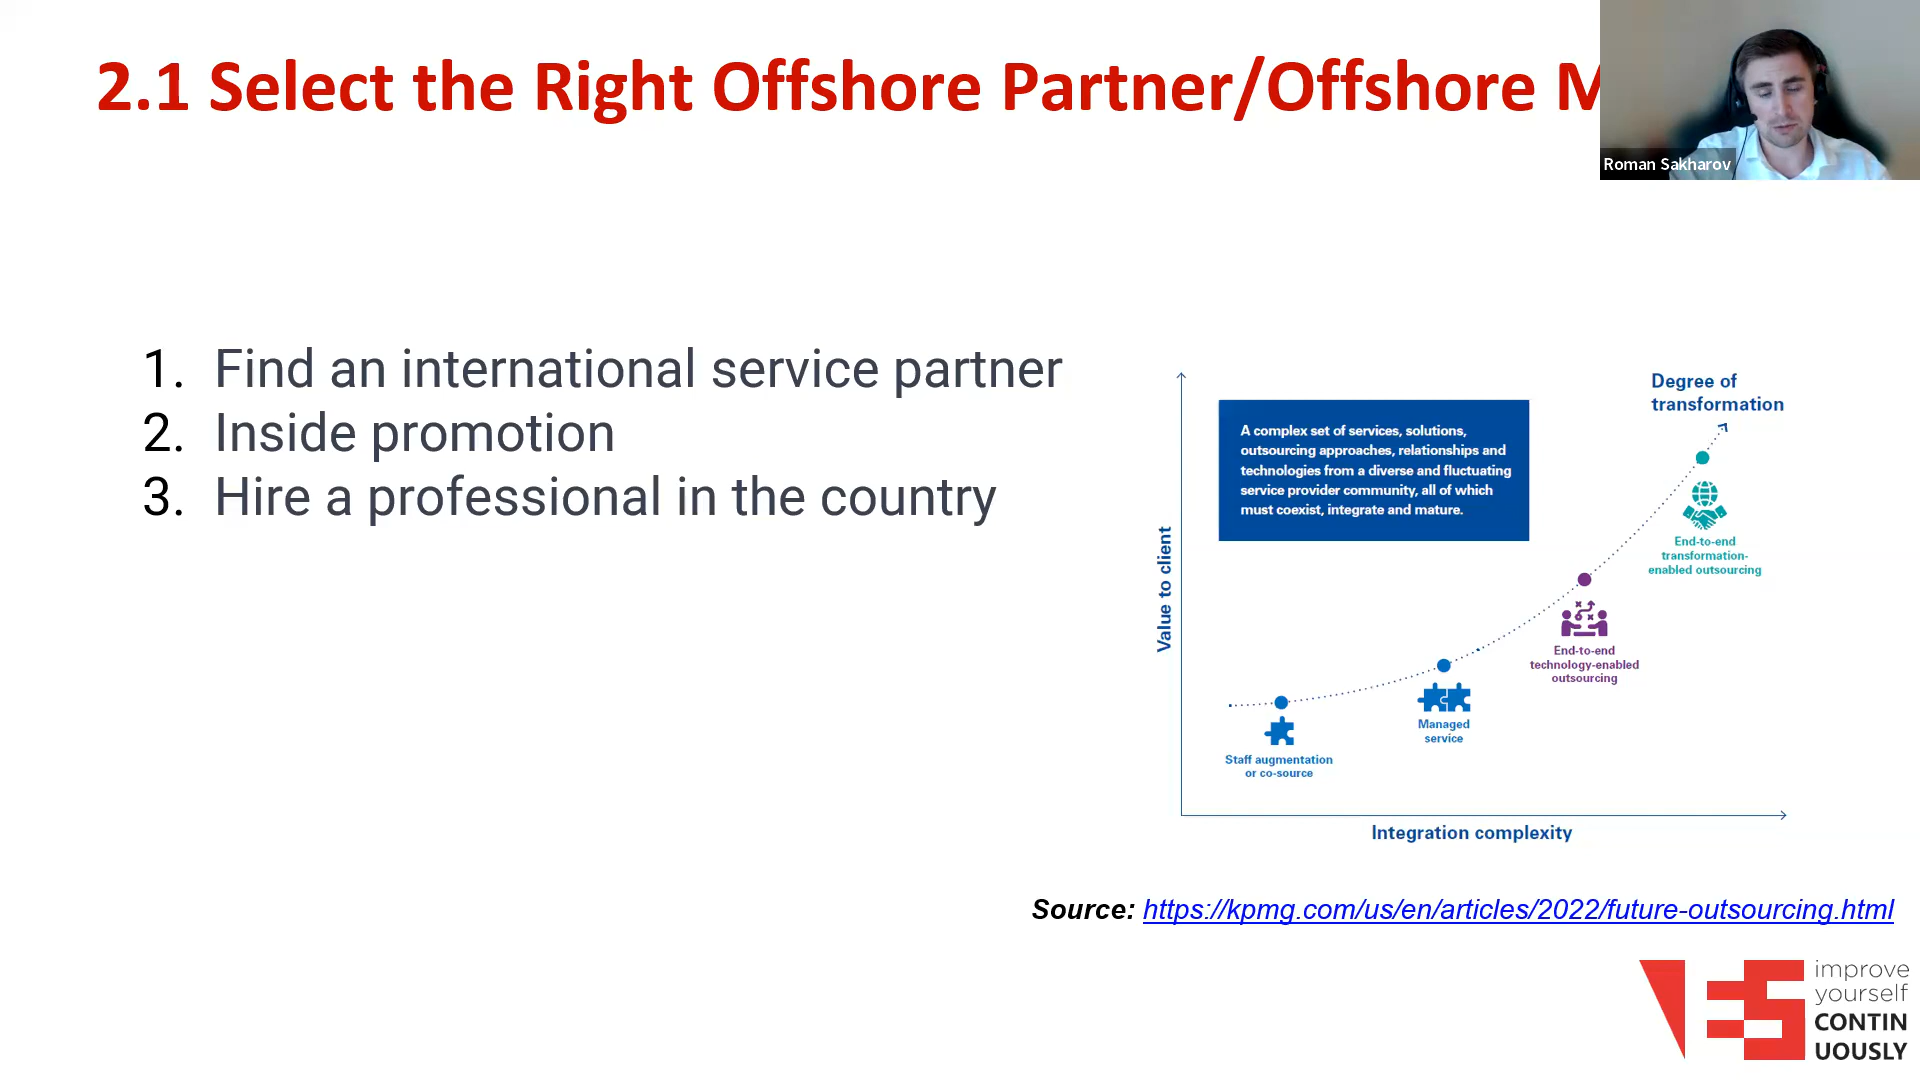 2.1 Select the Right Offshore Partner/Offshore M
Roman Sakharov
1. Find an international service partner
2. Inside promotion
3. Hire a professional in the country
Degree of
transformation
A complex set of services, solutions,
outsourcing approaches, relationships and
technologies from a diverse and fluctuating
service provider community, all of which
must coexist, integrate and mature.
Value to client
End-to-end
transformation-
enabled outsourcing
End-to-end
technology-enabled
outsourcing
Managed
service
Staff augmentation
or co-source
Integration complexity
Source: https://kpmg.com/us/en/articles/2022/future-outsourcing.html
improve
yourself
CONTIN
UOUSLY